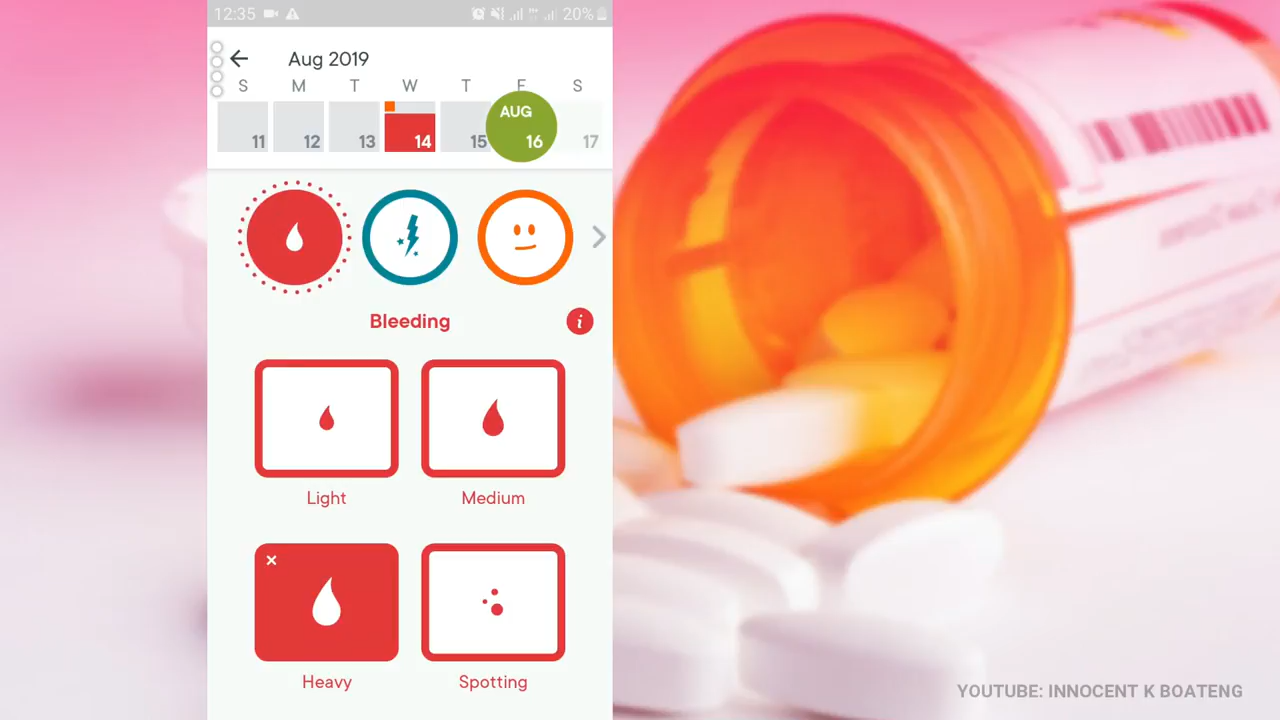 12:35 20%
Aug 2019
S M T W T F S
AUG
11 12 13 14 15 16 17
Bleeding
i
Light Medium
Heavy Spotting
YOUTUBE: INNOCENT K BOATENG